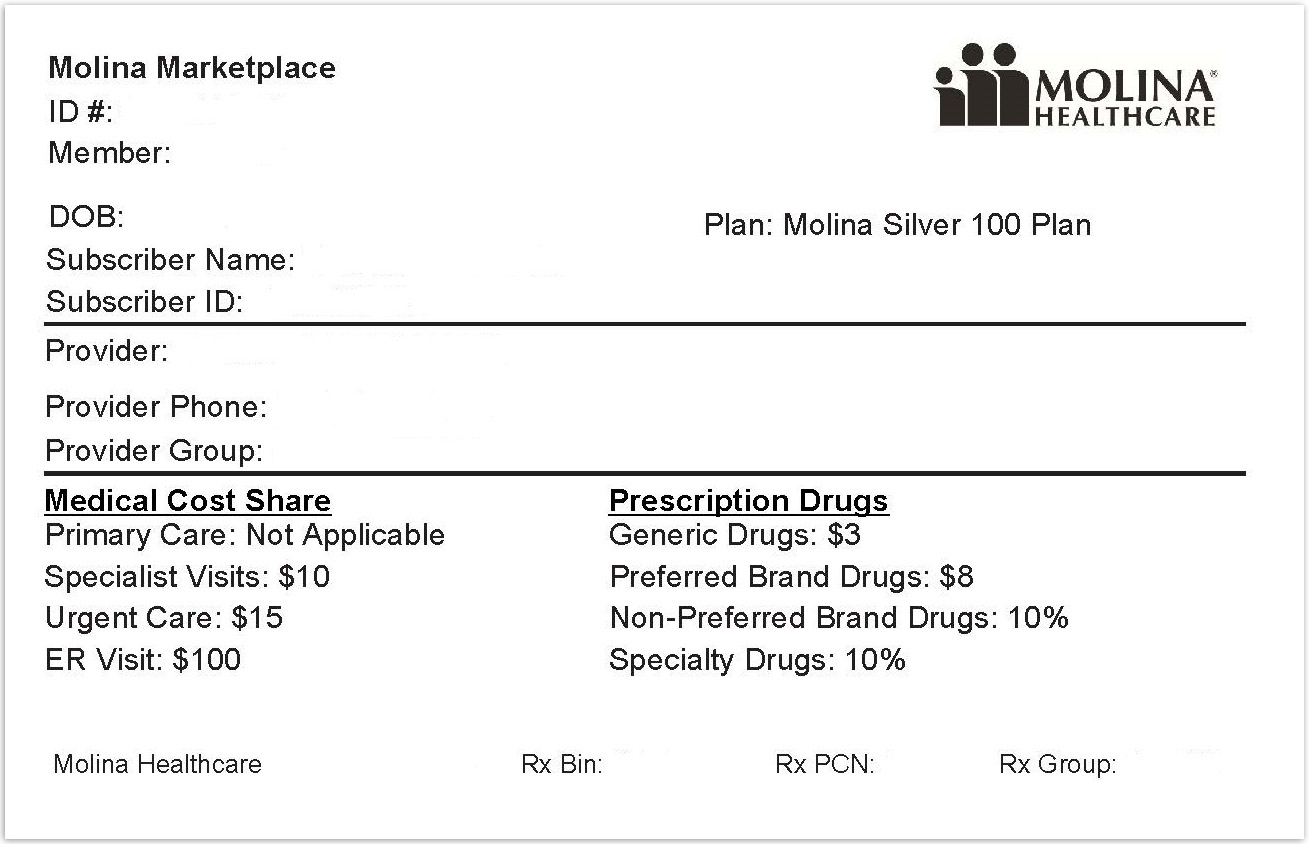 Molina Marketplace
MOLINA®
HEALTHCARE
ID #:
Member:
DOB:
Plan: Molina Silver 100 Plan
Subscriber Name:
Subscriber ID:
Provider:
Provider Phone:
Provider Group:
Medical Cost Share
Primary Care: Not Applicable
Specialist Visits: $10
Urgent Care: $15
ER Visit: $100
Prescription Drugs
Generic Drugs: $3
Preferred Brand Drugs: $8
Non-Preferred Brand Drugs: 10%
Specialty Drugs: 10%
Molina Healthcare
Rx Bin:
Rx PCN:
Rx Group: